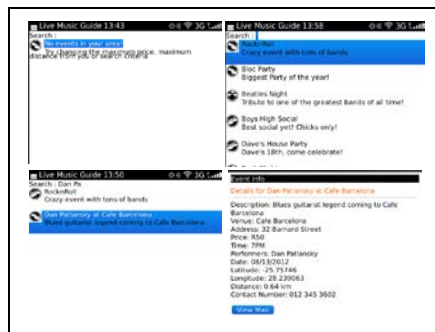 Live Music Guide 13:43
3G
Search :
No events in your area!
Try changing the maximum price, maximum
distance from you or search criteria
Live Music Guide 13:58
3G
Search :
RocknRoll
Crazy event with tons of bands
Bloc Party
Biggest Party of the year!
Beatles Night
Tribute to one of the greatest bands of all time!
Boys High Social
Best social yet! Chicks only!
Dave's House Party
Dave's 18th, come celebrate!
Live Music Guide 13:50
3G
Search : Dan Pa
RocknRoll
Crazy event with tons of bands
Dan Patlansky at Cafe Barcelona
Blues guitarist legend coming to Cafe Barcelona
Event Info
Details for Dan Patlansky at Cafe Barcelona
Description: Blues guitarist legend coming to Cafe
Barcelona
Venue: Cafe Barcelona
Address: 32 Barnard Street
Price: R50
Time: 7PM
Performers: Dan Patlansky
Date: 08/13/2012
Latitude: -25.75746
Longitude: 28.239063
Distance: 0.64 km
Contact Number: 012 345 3602
View Map